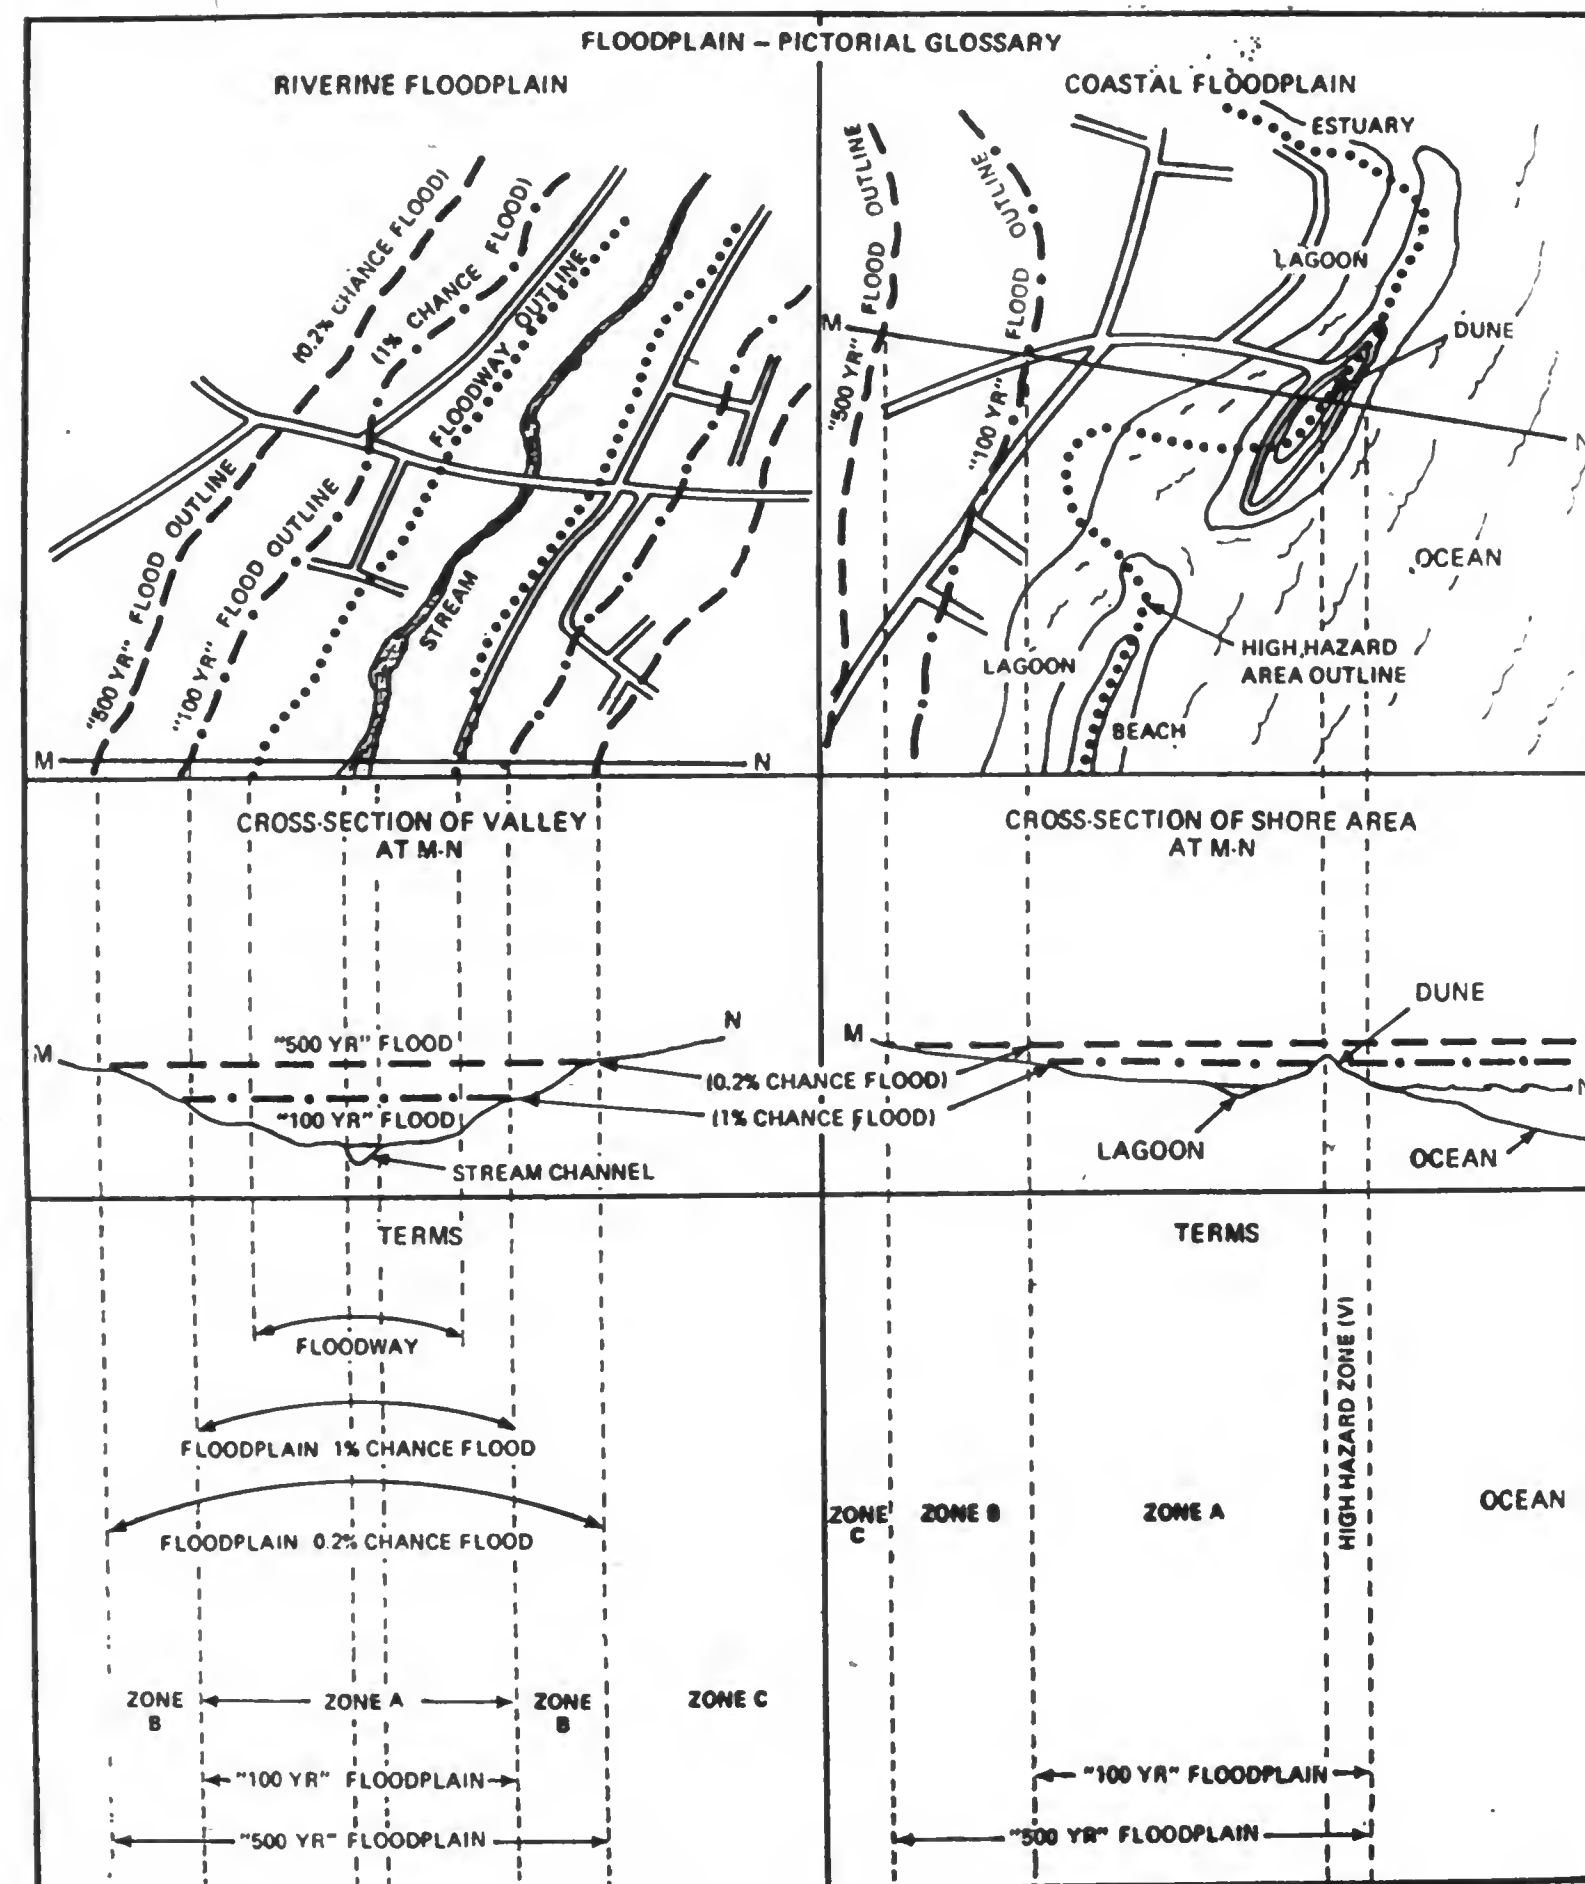 FLOODPLAIN – PICTORIAL GLOSSARY
RIVERINE FLOODPLAIN
(0.2% CHANCE FLOOD)
(1% CHANCE FLOOD)
FLOODWAY OUTLINE
"500 YR" FLOOD OUTLINE
"100 YR" FLOOD OUTLINE
STREAM
M
N
COASTAL FLOODPLAIN
ESTUARY
"500 YR" FLOOD OUTLINE
"100 YR" FLOOD OUTLINE
LAGOON
M
DUNE
N
OCEAN
HIGH HAZARD
AREA OUTLINE
LAGOON
BEACH
CROSS-SECTION OF VALLEY
AT M-N
M
"500 YR" FLOOD
N
"100 YR" FLOOD
STREAM CHANNEL
(0.2% CHANCE FLOOD)
(1% CHANCE FLOOD)
CROSS-SECTION OF SHORE AREA
AT M-N
M
DUNE
N
LAGOON
OCEAN
TERMS
FLOODWAY
FLOODPLAIN 1% CHANCE FLOOD
FLOODPLAIN 0.2% CHANCE FLOOD
ZONE
B
ZONE A
ZONE
B
ZONE C
"100 YR" FLOODPLAIN
"500 YR" FLOODPLAIN
TERMS
ZONE
C
ZONE B
ZONE A
HIGH HAZARD ZONE (V)
OCEAN
"100 YR" FLOODPLAIN
"500 YR" FLOODPLAIN